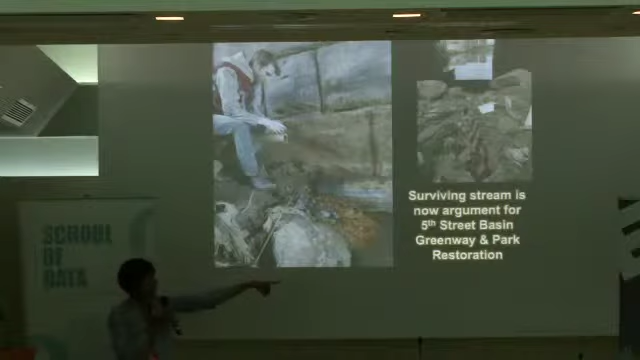 Surviving stream is
now argument for
5th Street Basin
Greenway & Park
Restoration
SCHOOL
OF
DATA